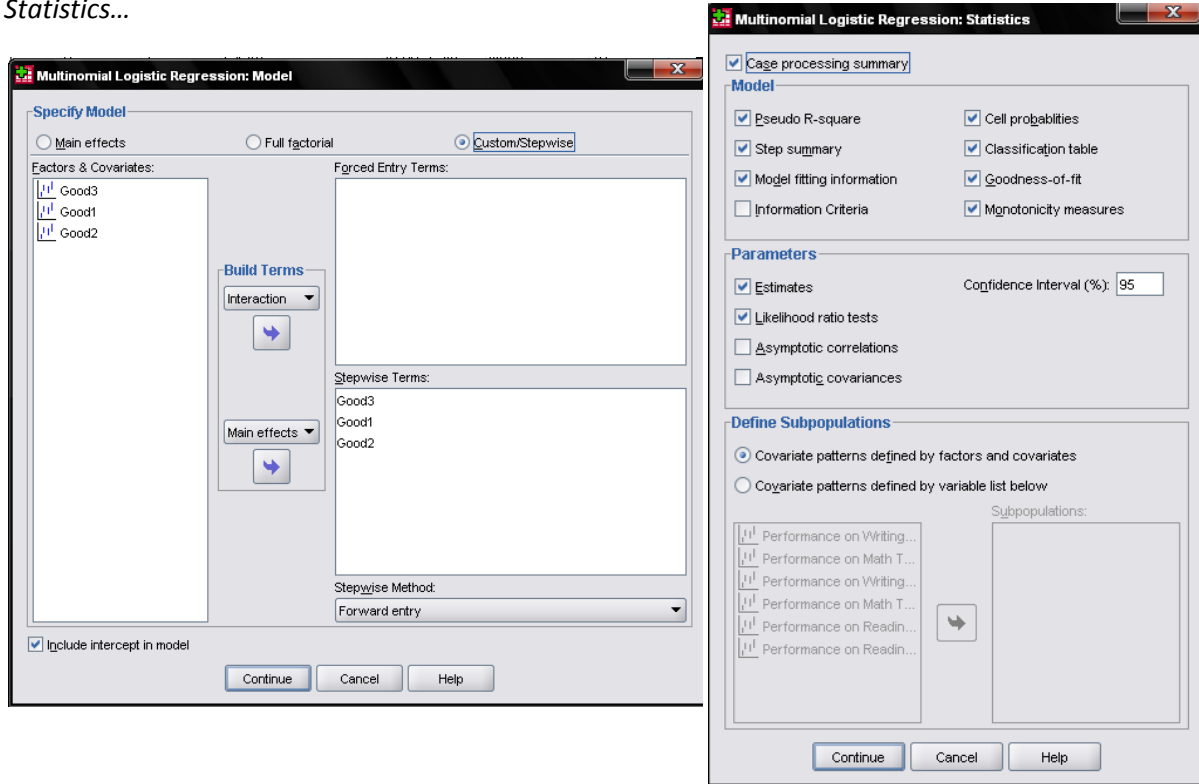 Statistics...
Multinomial Logistic Regression: Model
Specify Model
Main effects
Full factorial
Custom/Stepwise
Factors & Covariates:
Good3
Good1
Good2
Forced Entry Terms:
Build Terms
Interaction
Stepwise Terms:
Good3
Good1
Good2
Main effects
Stepwise Method:
Forward entry
Include intercept in model
Continue Cancel Help
Multinomial Logistic Regression: Statistics
Case processing summary
Model
Pseudo R-square
Cell probablities
Step summary
Classification table
Model fitting information
Goodness-of-fit
Information Criteria
Monotonicity measures
Parameters
Estimates
Confidence Interval (%): 95
Likelihood ratio tests
Asymptotic correlations
Asymptotic covariances
Define Subpopulations
Covariate patterns defined by factors and covariates
Covariate patterns defined by variable list below
Subpopulations:
Performance on Writing...
Performance on Math T...
Performance on Writing...
Performance on Math T...
Performance on Readin...
Performance on Readin...
Continue Cancel Help